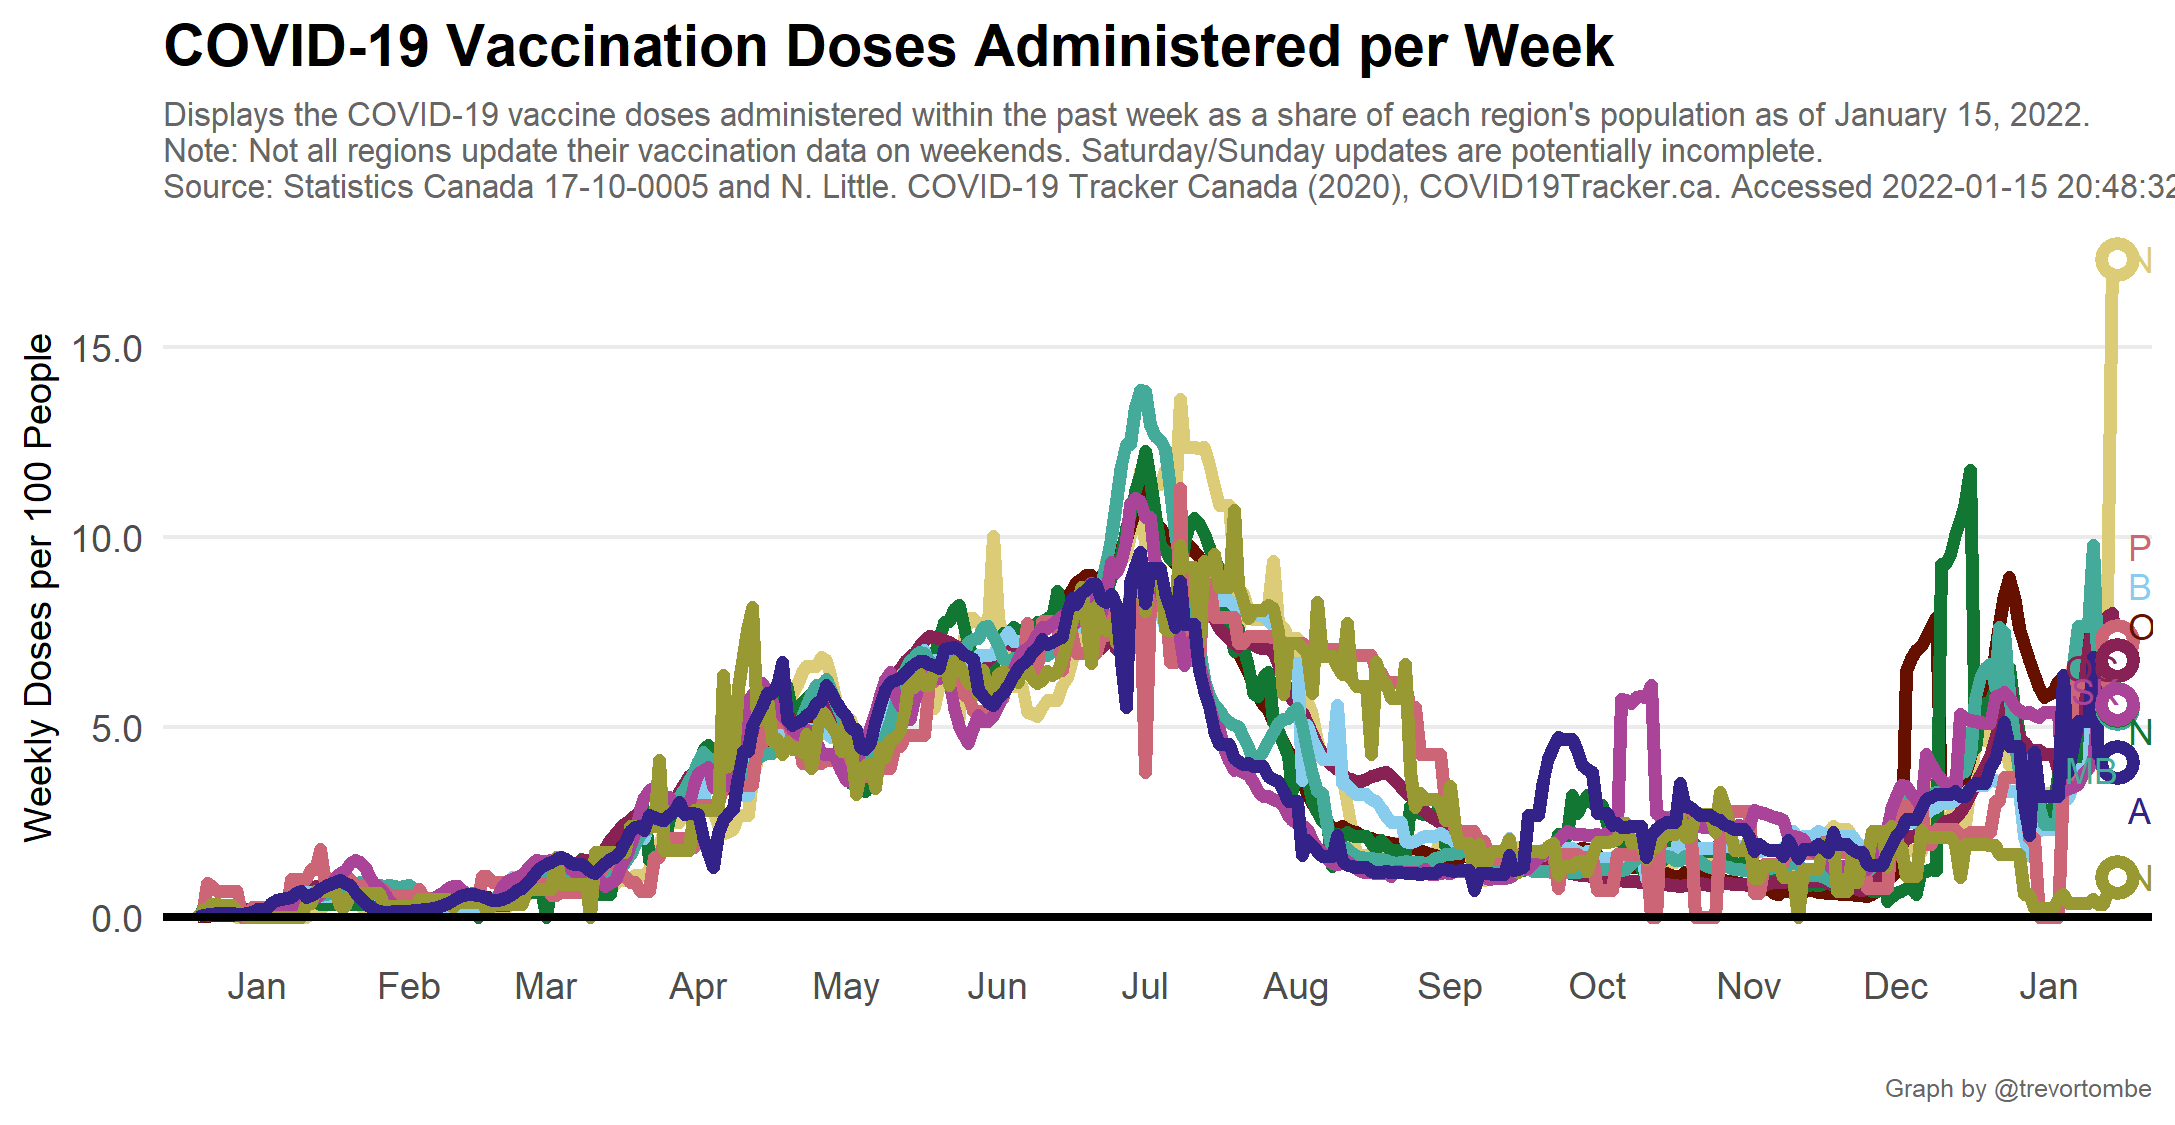 COVID-19 Vaccination Doses Administered per Week
Displays the COVID-19 vaccine doses administered within the past week as a share of each region's population as of January 15, 2022.
Note: Not all regions update their vaccination data on weekends. Saturday/Sunday updates are potentially incomplete.
Source: Statistics Canada 17-10-0005 and N. Little. COVID-19 Tracker Canada (2020), COVID19Tracker.ca. Accessed 2022-01-15 20:48:32
Weekly Doses per 100 People
15.0
10.0
5.0
0.0
N
P
B
O
N
MB
A
N
Jan Feb Mar Apr May Jun Jul Aug Sep Oct Nov Dec Jan
Graph by @trevortombe